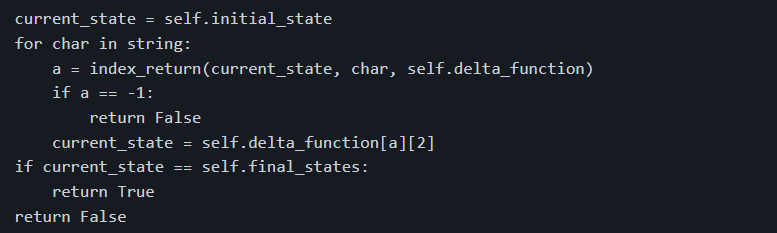 current_state = self.initial_state
for char in string:
    a = index_return(current_state, char, self.delta_function)
    if a == -1:
        return False
    current_state = self.delta_function[a][2]
if current_state == self.final_states:
    return True
return False